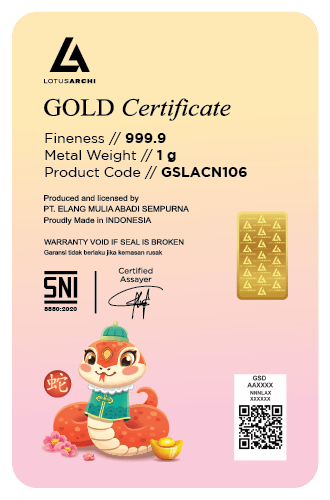 LOTUSARCHI
GOLD Certificate
Fineness // 999.9
Metal Weight // 1 g
Product Code // GSLACN106
Produced and licensed by
PT. ELANG MULIA ABADI SEMPURNA
Proudly Made in INDONESIA
WARRANTY VOID IF SEAL IS BROKEN
Garansi tidak berlaku jika kemasan rusak
SNI
8880:2020
Certified
Assayer
蛇
GSD
AAXXXX
NNNLAX
XXXXXX